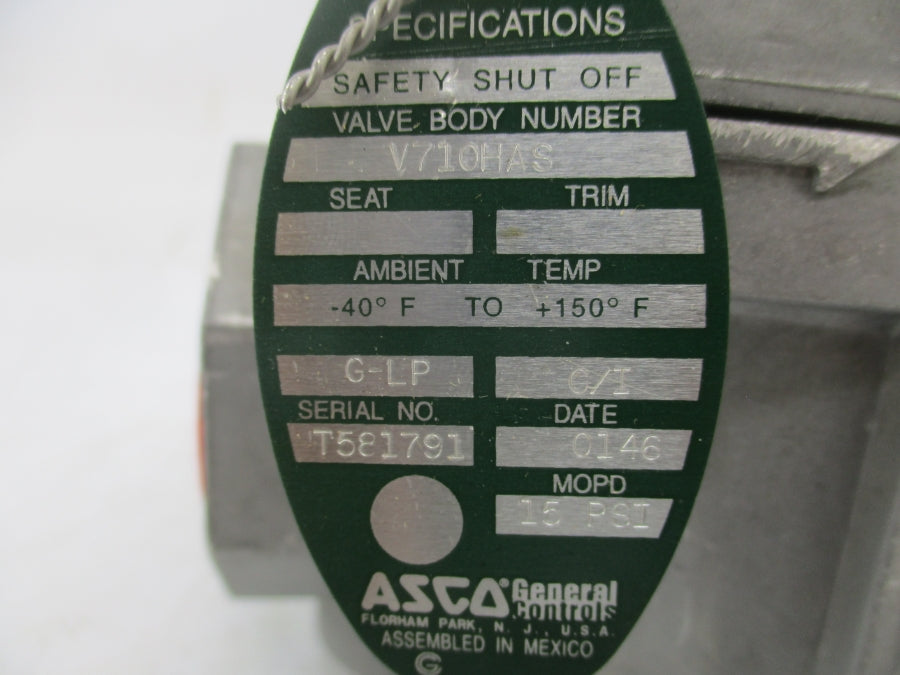 SPECIFICATIONS
SAFETY SHUT OFF
VALVE BODY NUMBER
V710HAS
SEAT TRIM
AMBIENT TEMP
-40° F TO +150° F
G-LP C/I
SERIAL NO. DATE
T581791 0146
MOPD
15 PSI
ASCO® General
Controls
FLORHAM PARK, N. J., U.S.A.
ASSEMBLED IN MEXICO
G